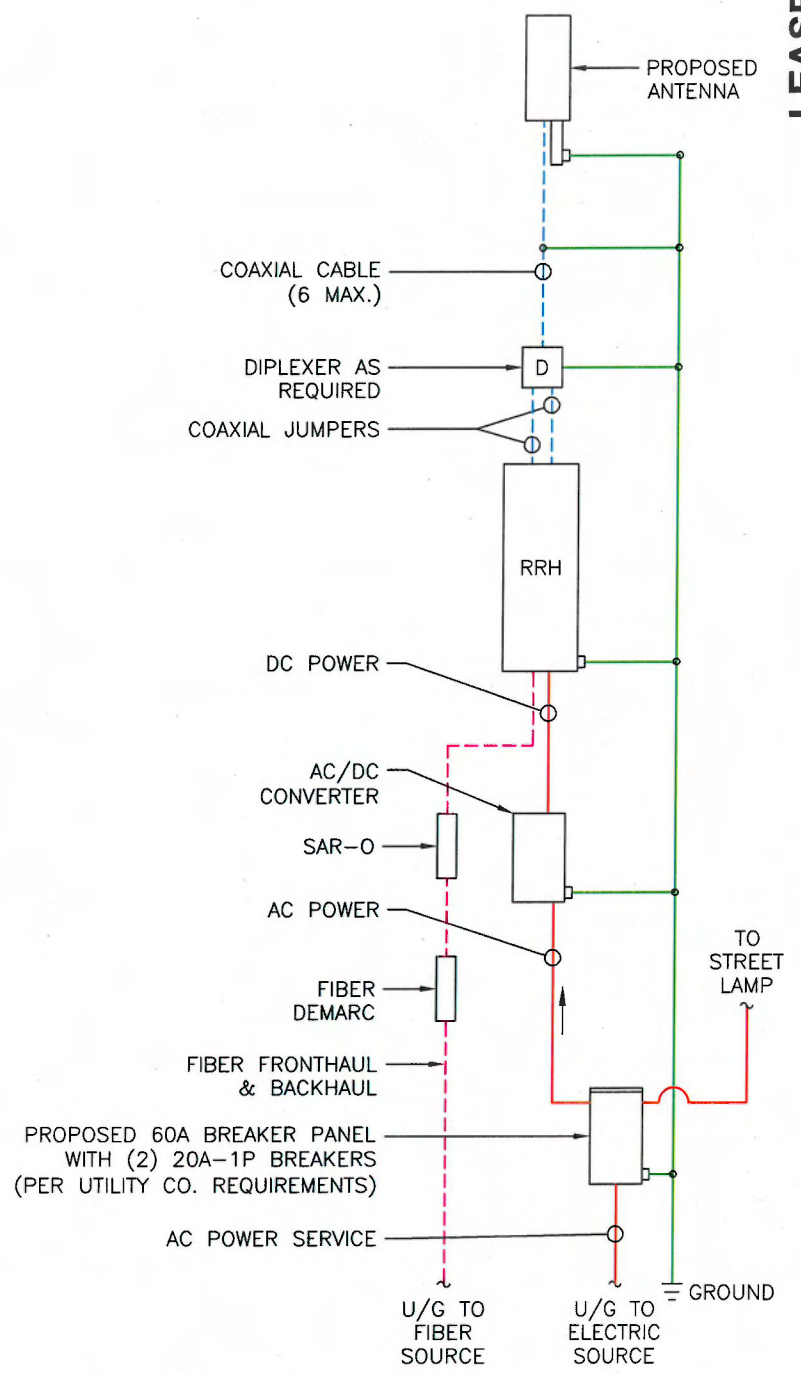 PROPOSED
ANTENNA
COAXIAL CABLE
(6 MAX.)
DIPLEXER AS
REQUIRED
D
COAXIAL JUMPERS
RRH
DC POWER
AC/DC
CONVERTER
SAR-O
AC POWER
TO
STREET
LAMP
FIBER
DEMARC
FIBER FRONTHAUL
& BACKHAUL
PROPOSED 60A BREAKER PANEL
WITH (2) 20A-1P BREAKERS
(PER UTILITY CO. REQUIREMENTS)
AC POWER SERVICE
GROUND
U/G TO
FIBER
SOURCE
U/G TO
ELECTRIC
SOURCE